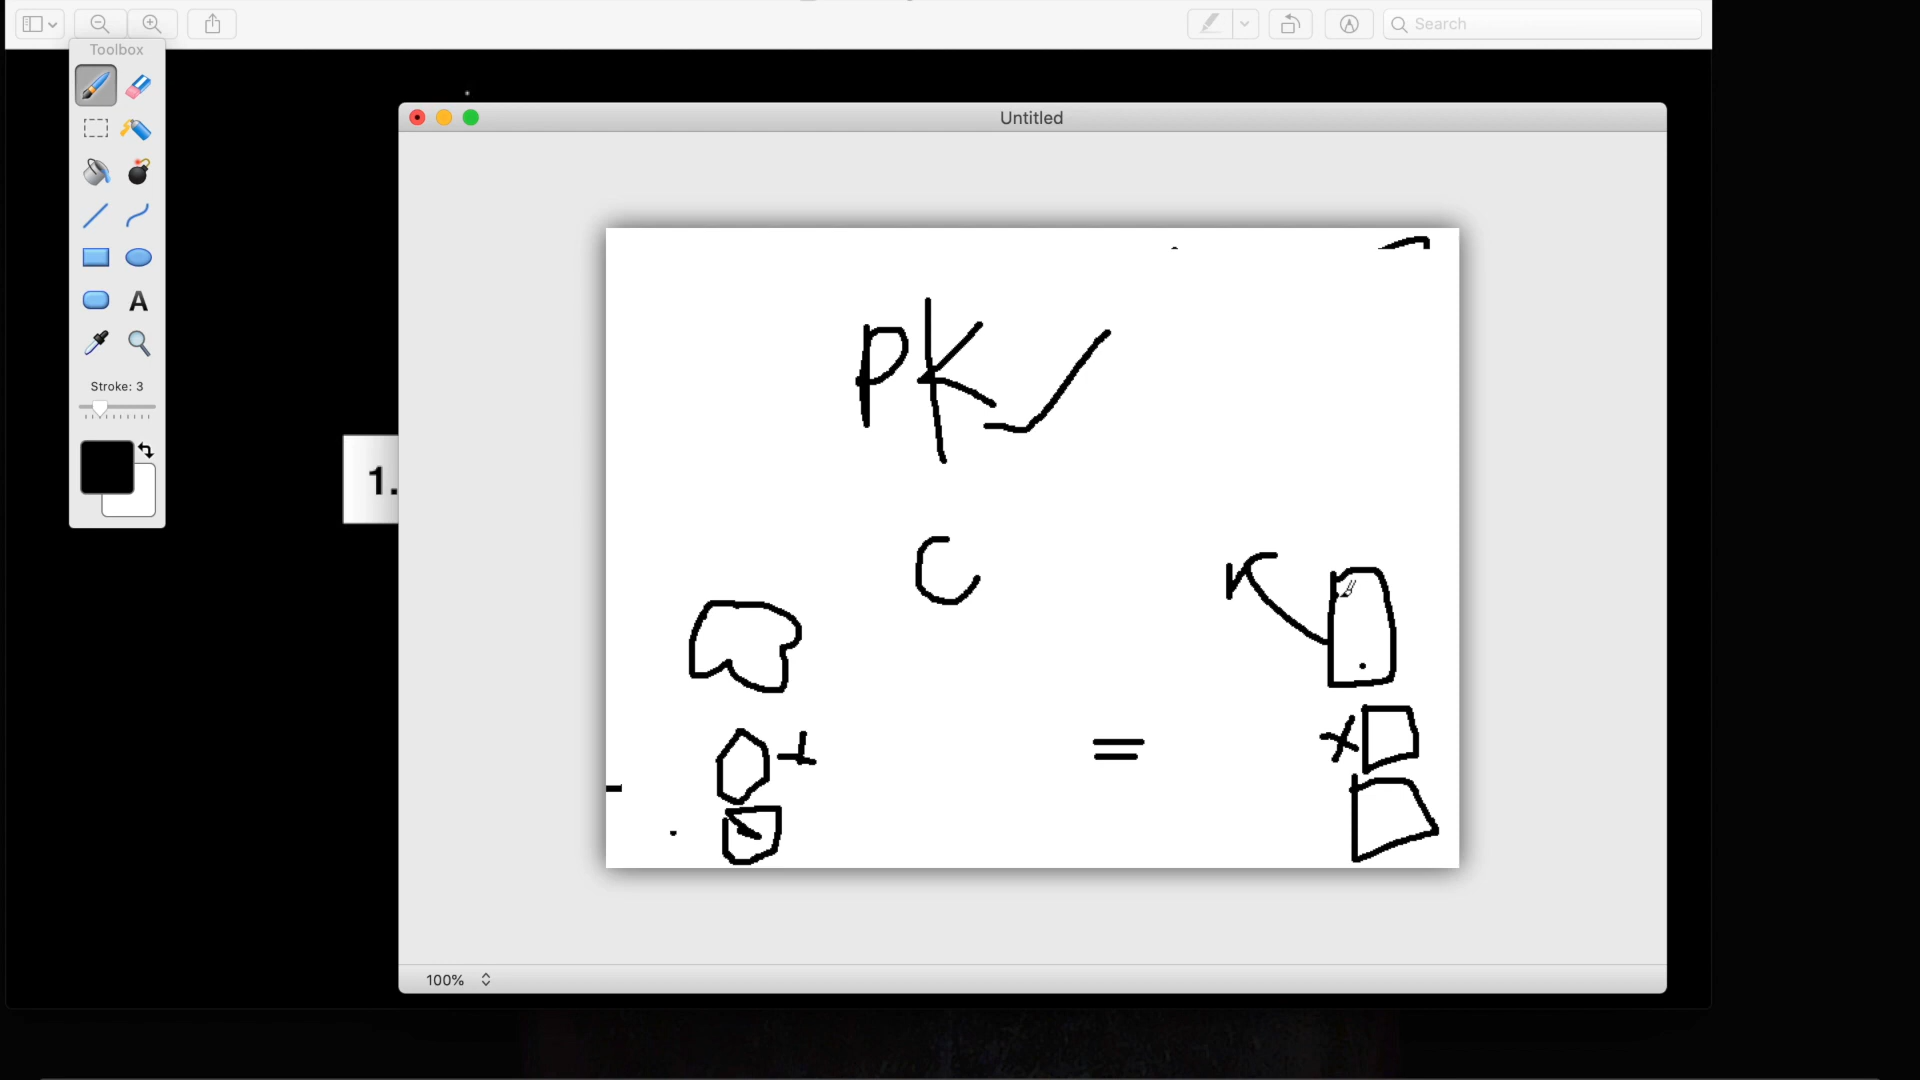 Search
Toolbox
Untitled
PK
Stroke: 3
1.
C
=
100%